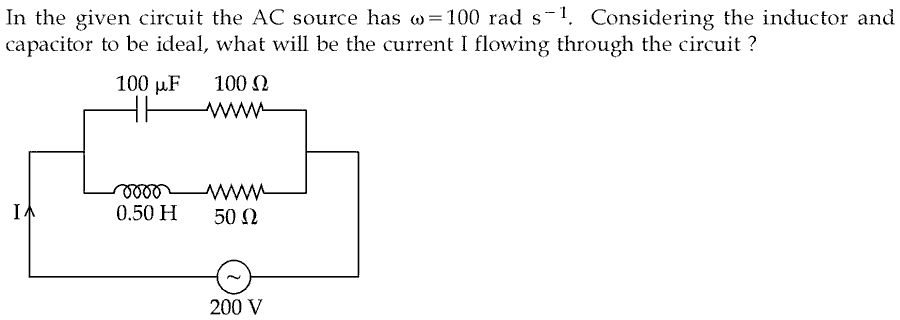 In the given circuit the AC source has ω=100 rad s⁻¹. Considering the inductor and
capacitor to be ideal, what will be the current I flowing through the circuit ?
100 μF 100 Ω
I
0.50 H 50 Ω
~
200 V